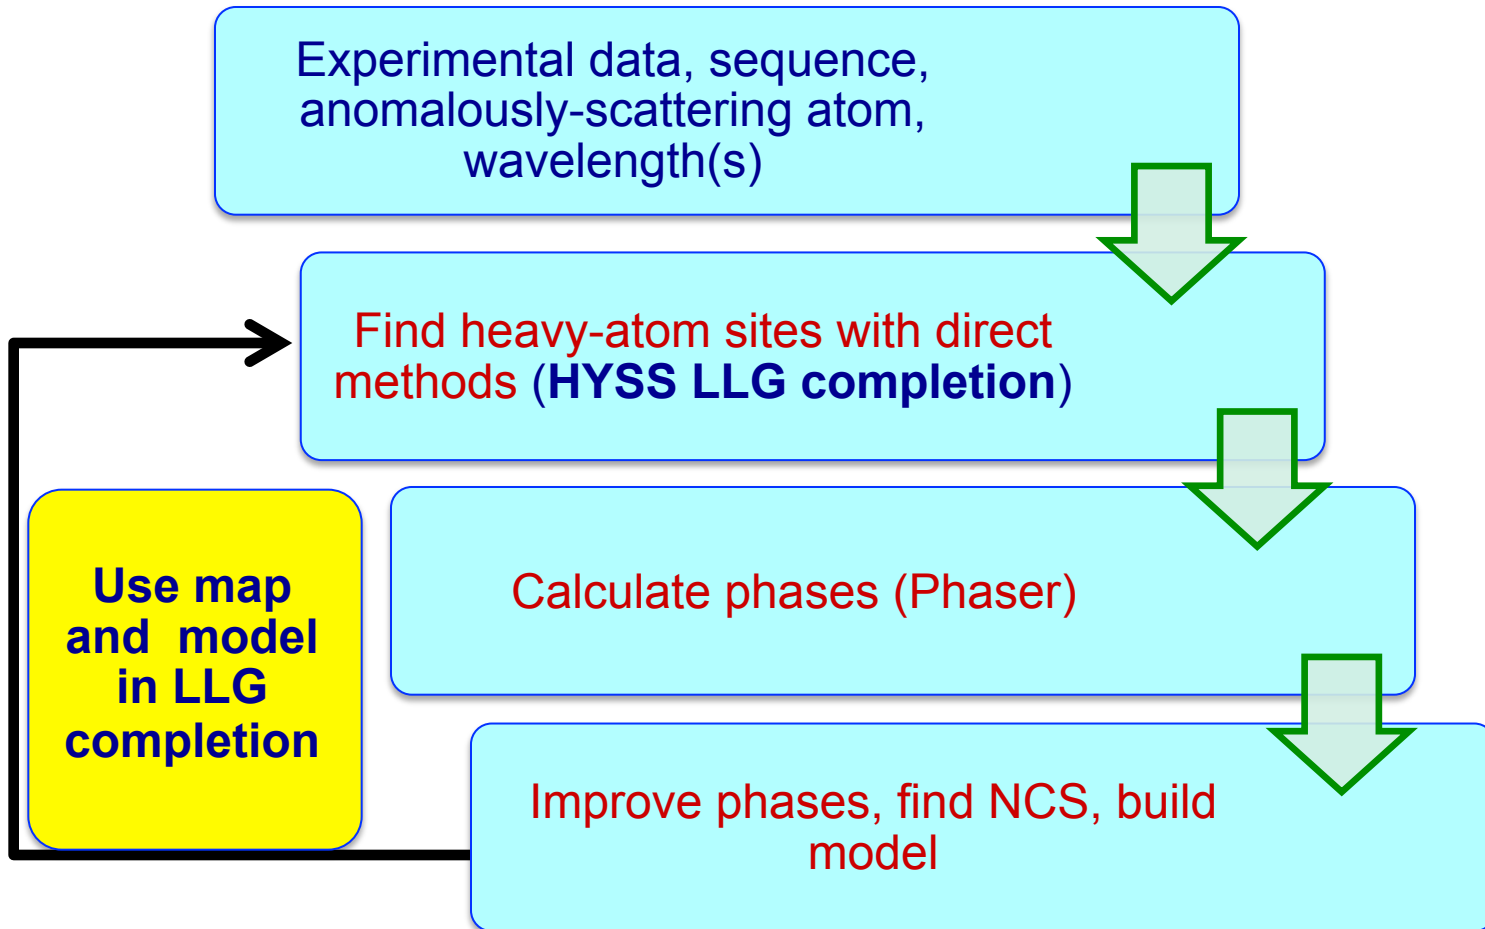 Experimental data, sequence,
anomalously-scattering atom,
wavelength(s)
Find heavy-atom sites with direct
methods (HYSS LLG completion)
Use map
and model
in LLG
completion
Calculate phases (Phaser)
Improve phases, find NCS, build
model